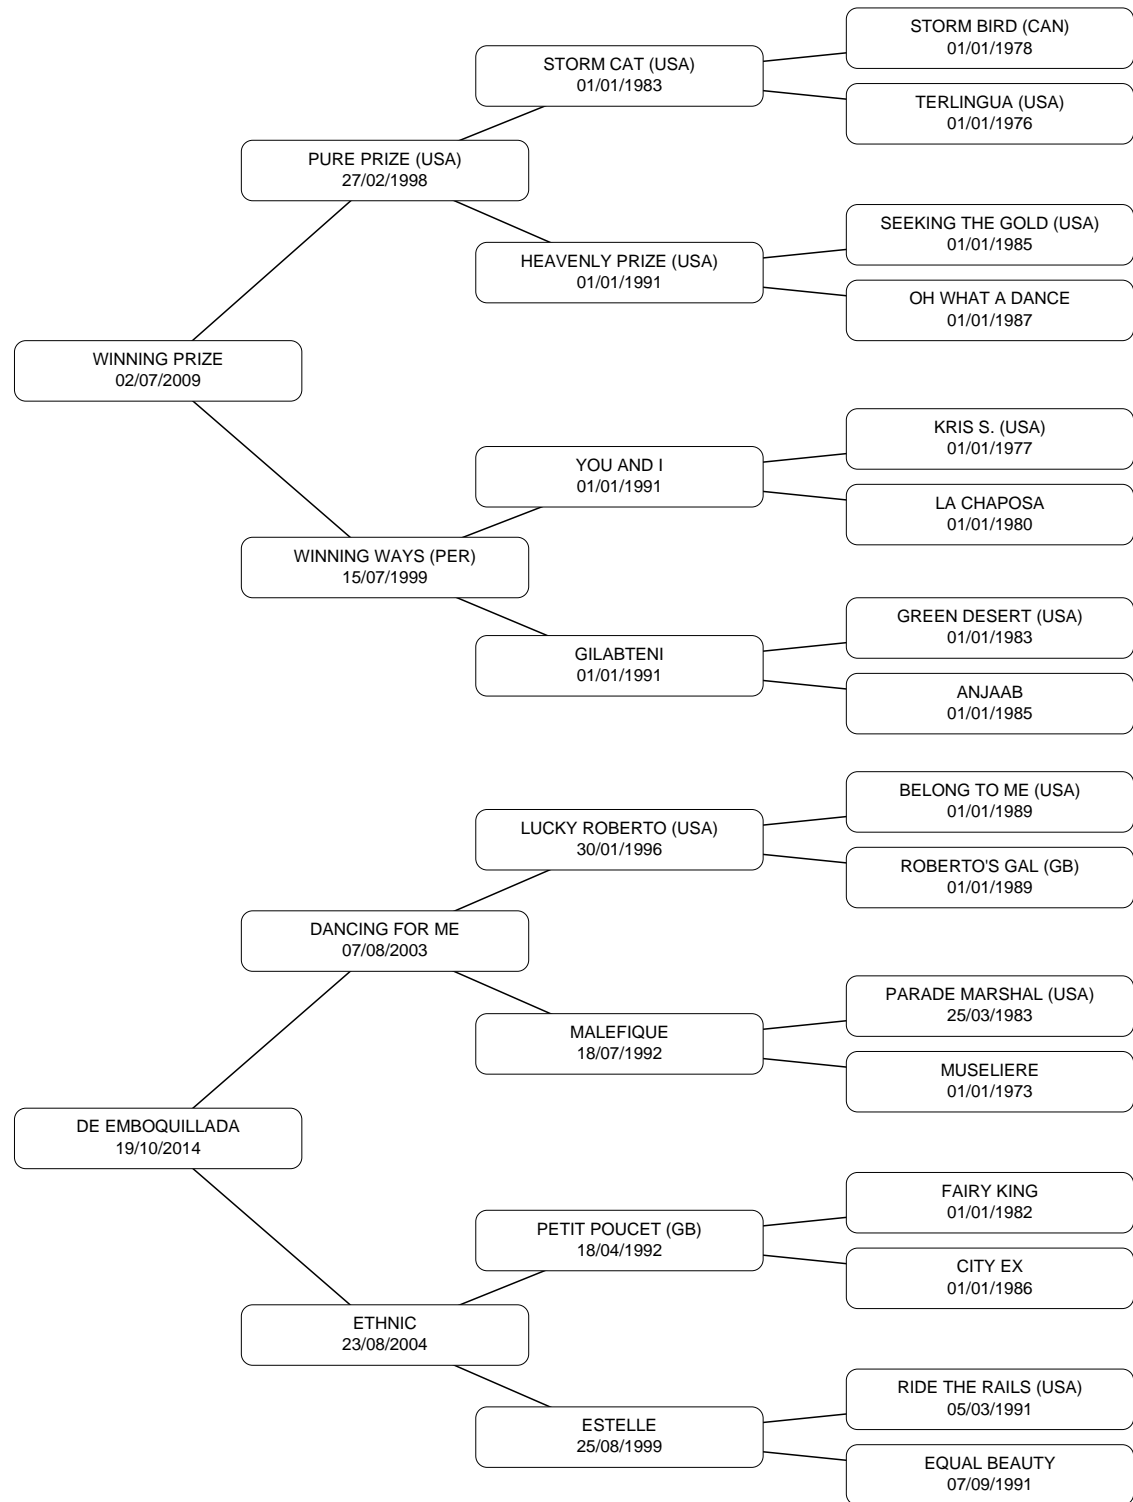 STORM BIRD (CAN)
01/01/1978
STORM CAT (USA)
01/01/1983
TERLINGUA (USA)
01/01/1976
PURE PRIZE (USA)
27/02/1998
SEEKING THE GOLD (USA)
01/01/1985
HEAVENLY PRIZE (USA)
01/01/1991
OH WHAT A DANCE
01/01/1987
WINNING PRIZE
02/07/2009
KRIS S. (USA)
01/01/1977
YOU AND I
01/01/1991
LA CHAPOSA
01/01/1980
WINNING WAYS (PER)
15/07/1999
GREEN DESERT (USA)
01/01/1983
GILABTENI
01/01/1991
ANJAAB
01/01/1985
BELONG TO ME (USA)
01/01/1989
LUCKY ROBERTO (USA)
30/01/1996
ROBERTO'S GAL (GB)
01/01/1989
DANCING FOR ME
07/08/2003
PARADE MARSHAL (USA)
25/03/1983
MALEFIQUE
18/07/1992
MUSELIERE
01/01/1973
DE EMBOQUILLADA
19/10/2014
FAIRY KING
01/01/1982
PETIT POUCET (GB)
18/04/1992
CITY EX
01/01/1986
ETHNIC
23/08/2004
RIDE THE RAILS (USA)
05/03/1991
ESTELLE
25/08/1999
EQUAL BEAUTY
07/09/1991